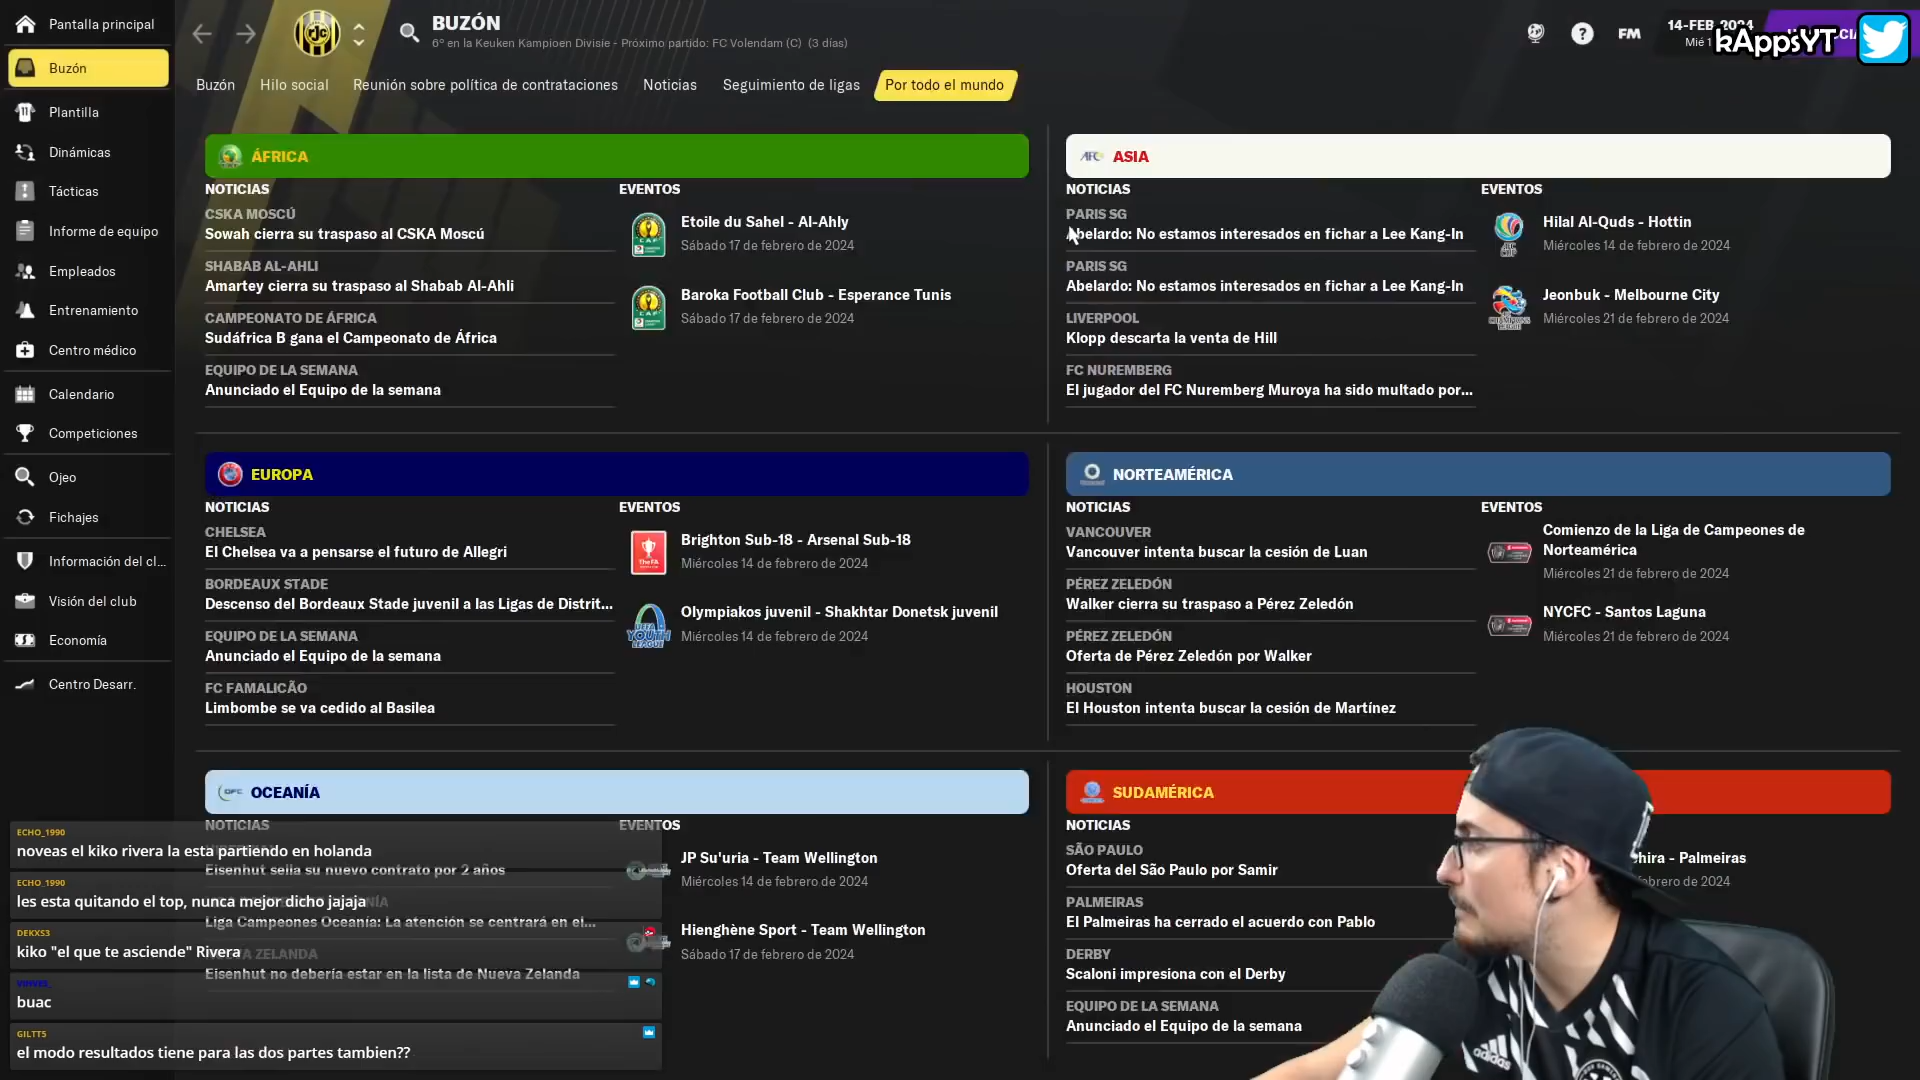 Pantalla principal
Buzón
Plantilla
Dinámicas
Tácticas
Informe de equipo
Empleados
Entrenamiento
Centro médico
Calendario
Competiciones
Ojeo
Fichajes
Información del cl...
Visión del club
Economía
Centro Desarr.
rjc
BUZÓN
6º en la Keuken Kampioen Divisie - Próximo partido: FC Volendam (C) (3 días)
FM
14-FEB 2024
Mié
kAppsYT
Buzón
Hilo social
Reunión sobre política de contrataciones
Noticias
Seguimiento de ligas
Por todo el mundo
ÁFRICA
NOTICIAS
CSKA MOSCÚ
Sowah cierra su traspaso al CSKA Moscú
SHABAB AL-AHLI
Amartey cierra su traspaso al Shabab Al-Ahli
CAMPEONATO DE ÁFRICA
Sudáfrica B gana el Campeonato de África
EQUIPO DE LA SEMANA
Anunciado el Equipo de la semana
EVENTOS
Etoile du Sahel - Al-Ahly
Sábado 17 de febrero de 2024
Baroka Football Club - Esperance Tunis
Sábado 17 de febrero de 2024
AFC
ASIA
NOTICIAS
PARIS SG
Abelardo: No estamos interesados en fichar a Lee Kang-In
PARIS SG
Abelardo: No estamos interesados en fichar a Lee Kang-In
LIVERPOOL
Klopp descarta la venta de Hill
FC NUREMBERG
El jugador del FC Nuremberg Muroya ha sido multado por...
EVENTOS
Hilal Al-Quds - Hottin
Miércoles 14 de febrero de 2024
Jeonbuk - Melbourne City
Miércoles 21 de febrero de 2024
EUROPA
NOTICIAS
CHELSEA
El Chelsea va a pensarse el futuro de Allegri
BORDEAUX STADE
Descenso del Bordeaux Stade juvenil a las Ligas de Distrit...
EQUIPO DE LA SEMANA
Anunciado el Equipo de la semana
FC FAMALICÃO
Limbombe se va cedido al Basilea
EVENTOS
Brighton Sub-18 - Arsenal Sub-18
Miércoles 14 de febrero de 2024
Olympiakos juvenil - Shakhtar Donetsk juvenil
Miércoles 14 de febrero de 2024
NORTEAMÉRICA
NOTICIAS
VANCOUVER
Vancouver intenta buscar la cesión de Luan
PÉREZ ZELEDÓN
Walker cierra su traspaso a Pérez Zeledón
PÉREZ ZELEDÓN
Oferta de Pérez Zeledón por Walker
HOUSTON
El Houston intenta buscar la cesión de Martínez
EVENTOS
Comienzo de la Liga de Campeones de
Norteamérica
Miércoles 21 de febrero de 2024
NYCFC - Santos Laguna
Miércoles 21 de febrero de 2024
OFC
OCEANÍA
NOTICIAS
Eisenhut sella su nuevo contrato por 2 años
Liga Campeones Oceanía: La atención se centrará en el...
ZELANDA
Eisenhut no debería estar en la lista de Nueva Zelanda
EVENTOS
JP Su'uria - Team Wellington
Miércoles 14 de febrero de 2024
Hienghène Sport - Team Wellington
Sábado 17 de febrero de 2024
SUDAMÉRICA
NOTICIAS
SÃO PAULO
Oferta del São Paulo por Samir
PALMEIRAS
El Palmeiras ha cerrado el acuerdo con Pablo
DERBY
Scaloni impresiona con el Derby
EQUIPO DE LA SEMANA
Anunciado el Equipo de la semana
- Palmeiras
de 2024
ECHO_1990
noveas el kiko rivera la esta partiendo en holanda
ECHO_1990
les esta quitando el top, nunca mejor dicho jajaja
DEKXS3
kiko "el que te asciende" Rivera
buac
GILTT5
el modo resultados tiene para las dos partes tambien??
adidas